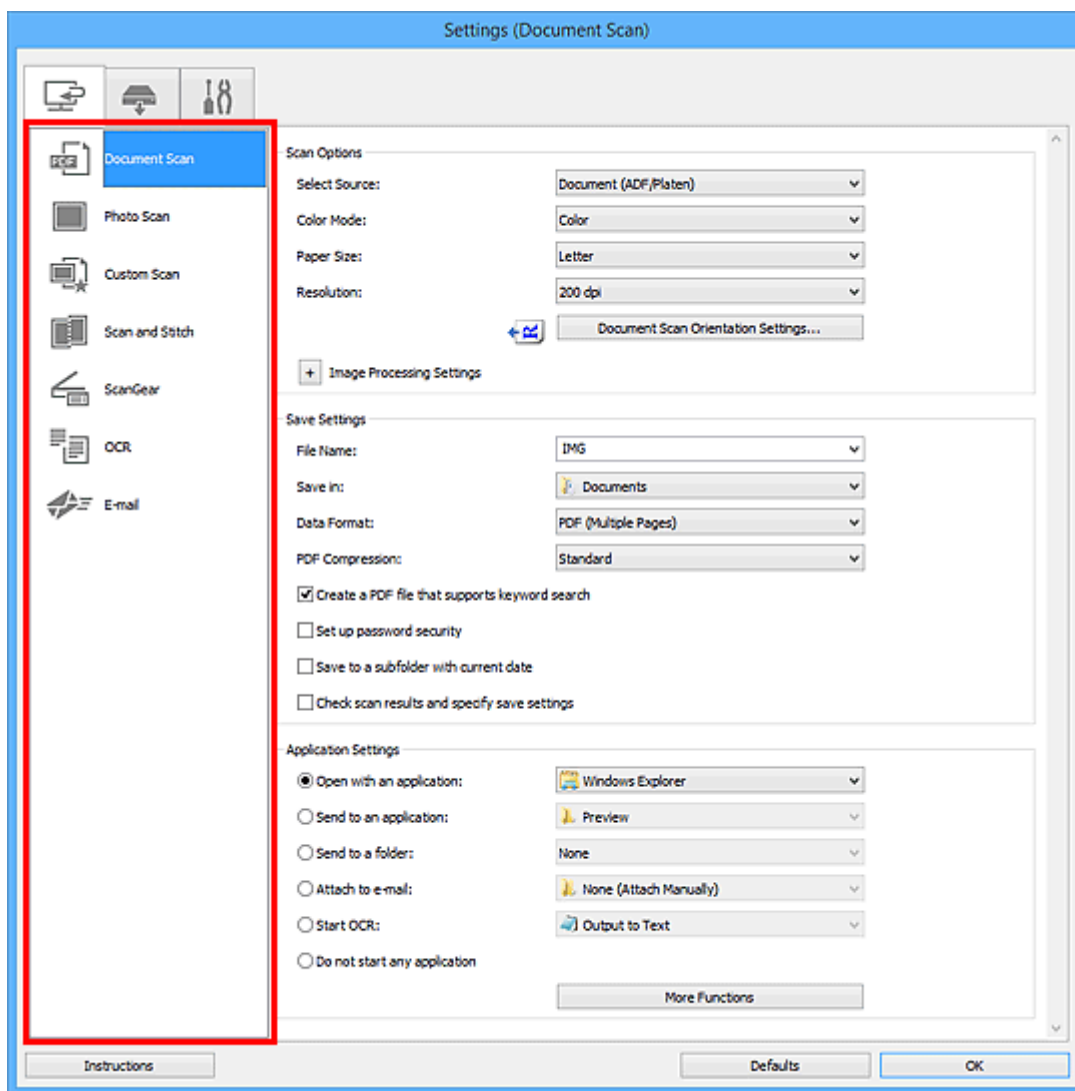 Settings (Document Scan)
PDF
Document Scan
Photo Scan
Custom Scan
Scan and Stitch
ScanGear
OCR
E-mail
Scan Options
Select Source: Document (ADF/Platen)
Color Mode: Color
Paper Size: Letter
Resolution: 200 dpi
R Document Scan Orientation Settings...
+ Image Processing Settings
Save Settings
File Name: IMG
Save in: Documents
Data Format: PDF (Multiple Pages)
PDF Compression: Standard
Create a PDF file that supports keyword search
Set up password security
Save to a subfolder with current date
Check scan results and specify save settings
Application Settings
Open with an application: Windows Explorer
Send to an application: Preview
Send to a folder: None
Attach to e-mail: None (Attach Manually)
Start OCR: Output to Text
Do not start any application
More Functions
Instructions Defaults OK